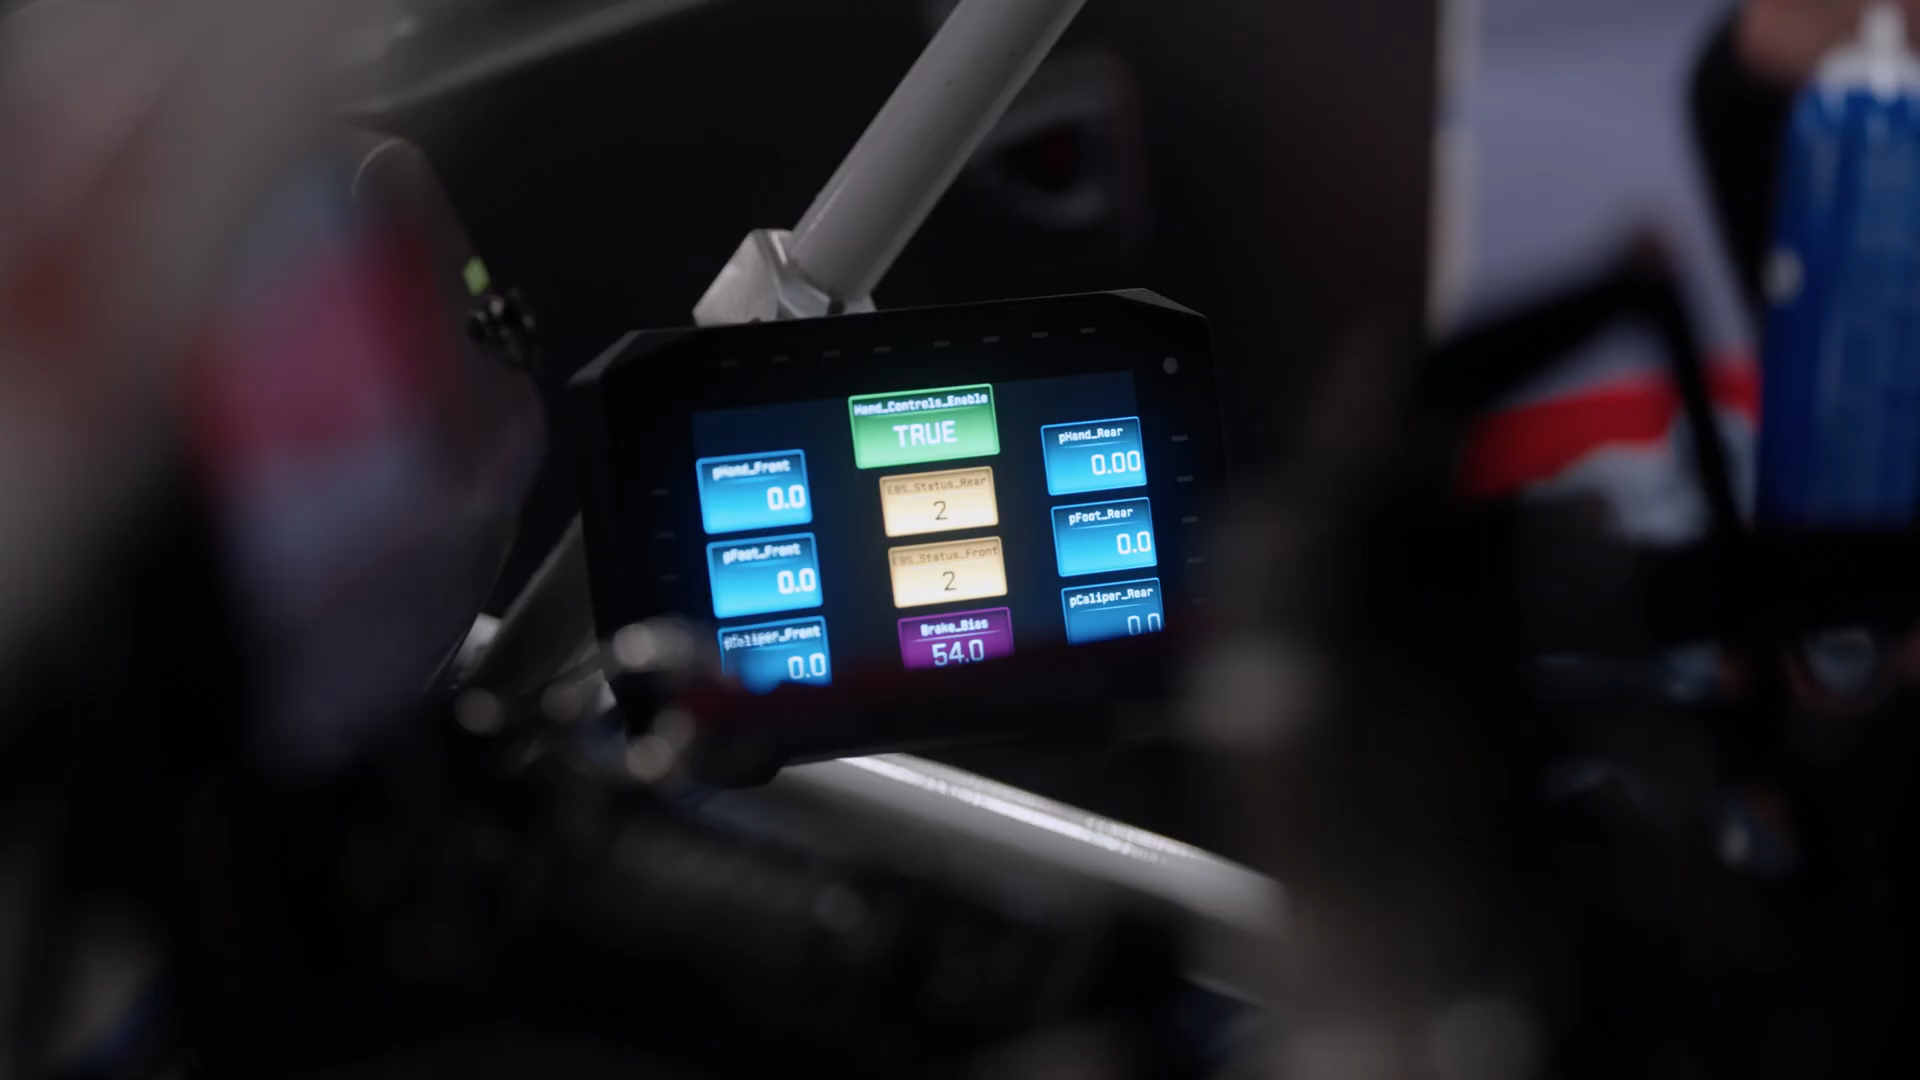 Hand_Controls_Enable
TRUE
pHand_Front
0.0
EBS_Status_Rear
2
pHand_Rear
0.00
pFoot_Front
0.0
EBS_Status_Front
2
pFoot_Rear
0.0
pCaliper_Front
0.0
Brake_Bias
54.0
pCaliper_Rear
0.0